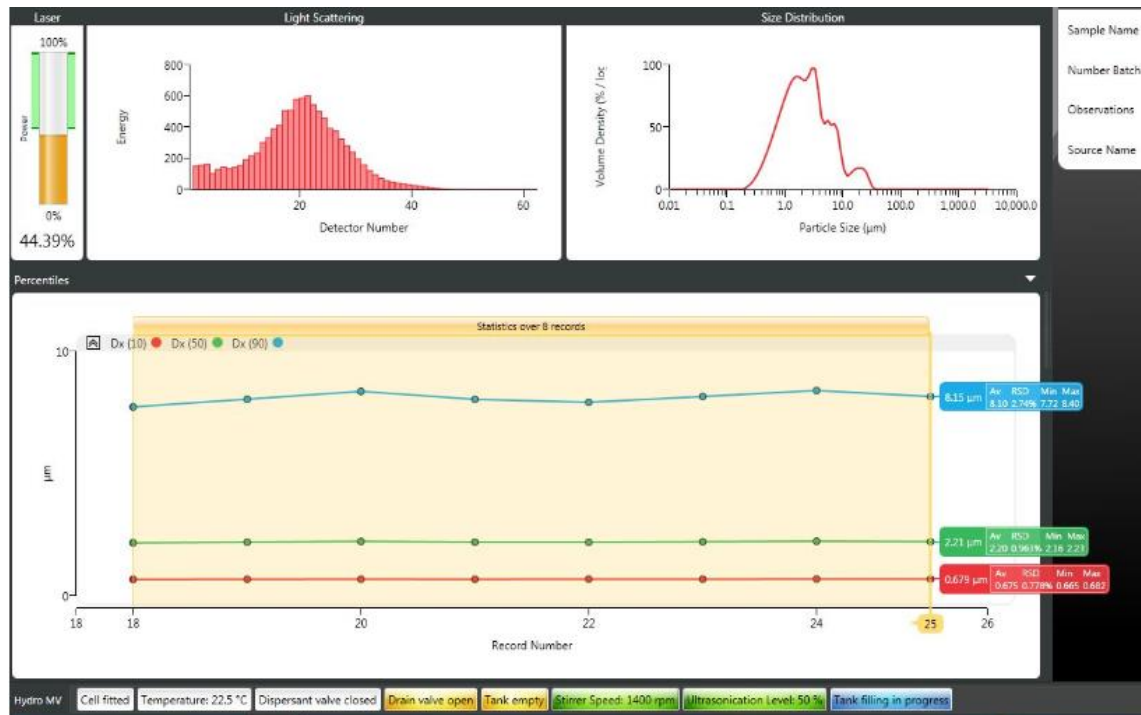 Laser
Light Scattering
Size Distribution
100%
Power
0%
44.39%
800
600
400
200
0
Energy
20
40
60
Detector Number
100
50
0
Volume Density (% / log
0.01
0.1
1.0
10.0
100.0
1,000.0
10,000.0
Particle Size (µm)
Sample Name
Number Batch
Observations
Source Name
Percentiles
Statistics over 8 records
Dx (10)
Dx (50)
Dx (90)
10
0
µm
8.15 µm
Av RSD Min Max
8.10 2.74% 7.72 8.40
2.21 µm
Av RSD Min Max
2.20 0.961% 2.16 2.23
0.679 µm
Av RSD Min Max
0.675 0.778% 0.665 0.682
18
18
20
22
24
25
26
Record Number
Hydro MV
Cell fitted
Temperature: 22.5 °C
Dispersant valve closed
Drain valve open
Tank empty
Stirrer Speed: 1400 rpm
Ultrasonication Level: 50 %
Tank filling in progress